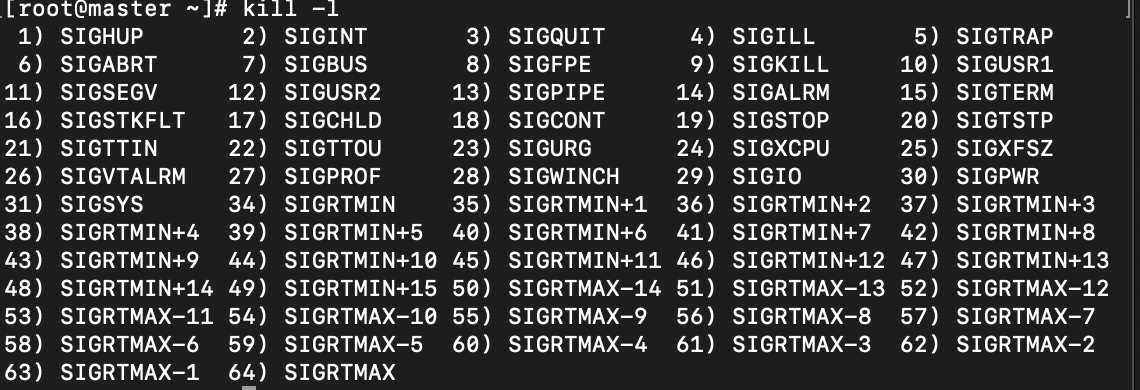 [root@master ~]# kill -l
1) SIGHUP 2) SIGINT 3) SIGQUIT 4) SIGILL 5) SIGTRAP
6) SIGABRT 7) SIGBUS 8) SIGFPE 9) SIGKILL 10) SIGUSR1
11) SIGSEGV 12) SIGUSR2 13) SIGPIPE 14) SIGALRM 15) SIGTERM
16) SIGSTKFLT 17) SIGCHLD 18) SIGCONT 19) SIGSTOP 20) SIGTSTP
21) SIGTTIN 22) SIGTTOU 23) SIGURG 24) SIGXCPU 25) SIGXFSZ
26) SIGVTALRM 27) SIGPROF 28) SIGWINCH 29) SIGIO 30) SIGPWR
31) SIGSYS 34) SIGRTMIN 35) SIGRTMIN+1 36) SIGRTMIN+2 37) SIGRTMIN+3
38) SIGRTMIN+4 39) SIGRTMIN+5 40) SIGRTMIN+6 41) SIGRTMIN+7 42) SIGRTMIN+8
43) SIGRTMIN+9 44) SIGRTMIN+10 45) SIGRTMIN+11 46) SIGRTMIN+12 47) SIGRTMIN+13
48) SIGRTMIN+14 49) SIGRTMIN+15 50) SIGRTMAX-14 51) SIGRTMAX-13 52) SIGRTMAX-12
53) SIGRTMAX-11 54) SIGRTMAX-10 55) SIGRTMAX-9 56) SIGRTMAX-8 57) SIGRTMAX-7
58) SIGRTMAX-6 59) SIGRTMAX-5 60) SIGRTMAX-4 61) SIGRTMAX-3 62) SIGRTMAX-2
63) SIGRTMAX-1 64) SIGRTMAX